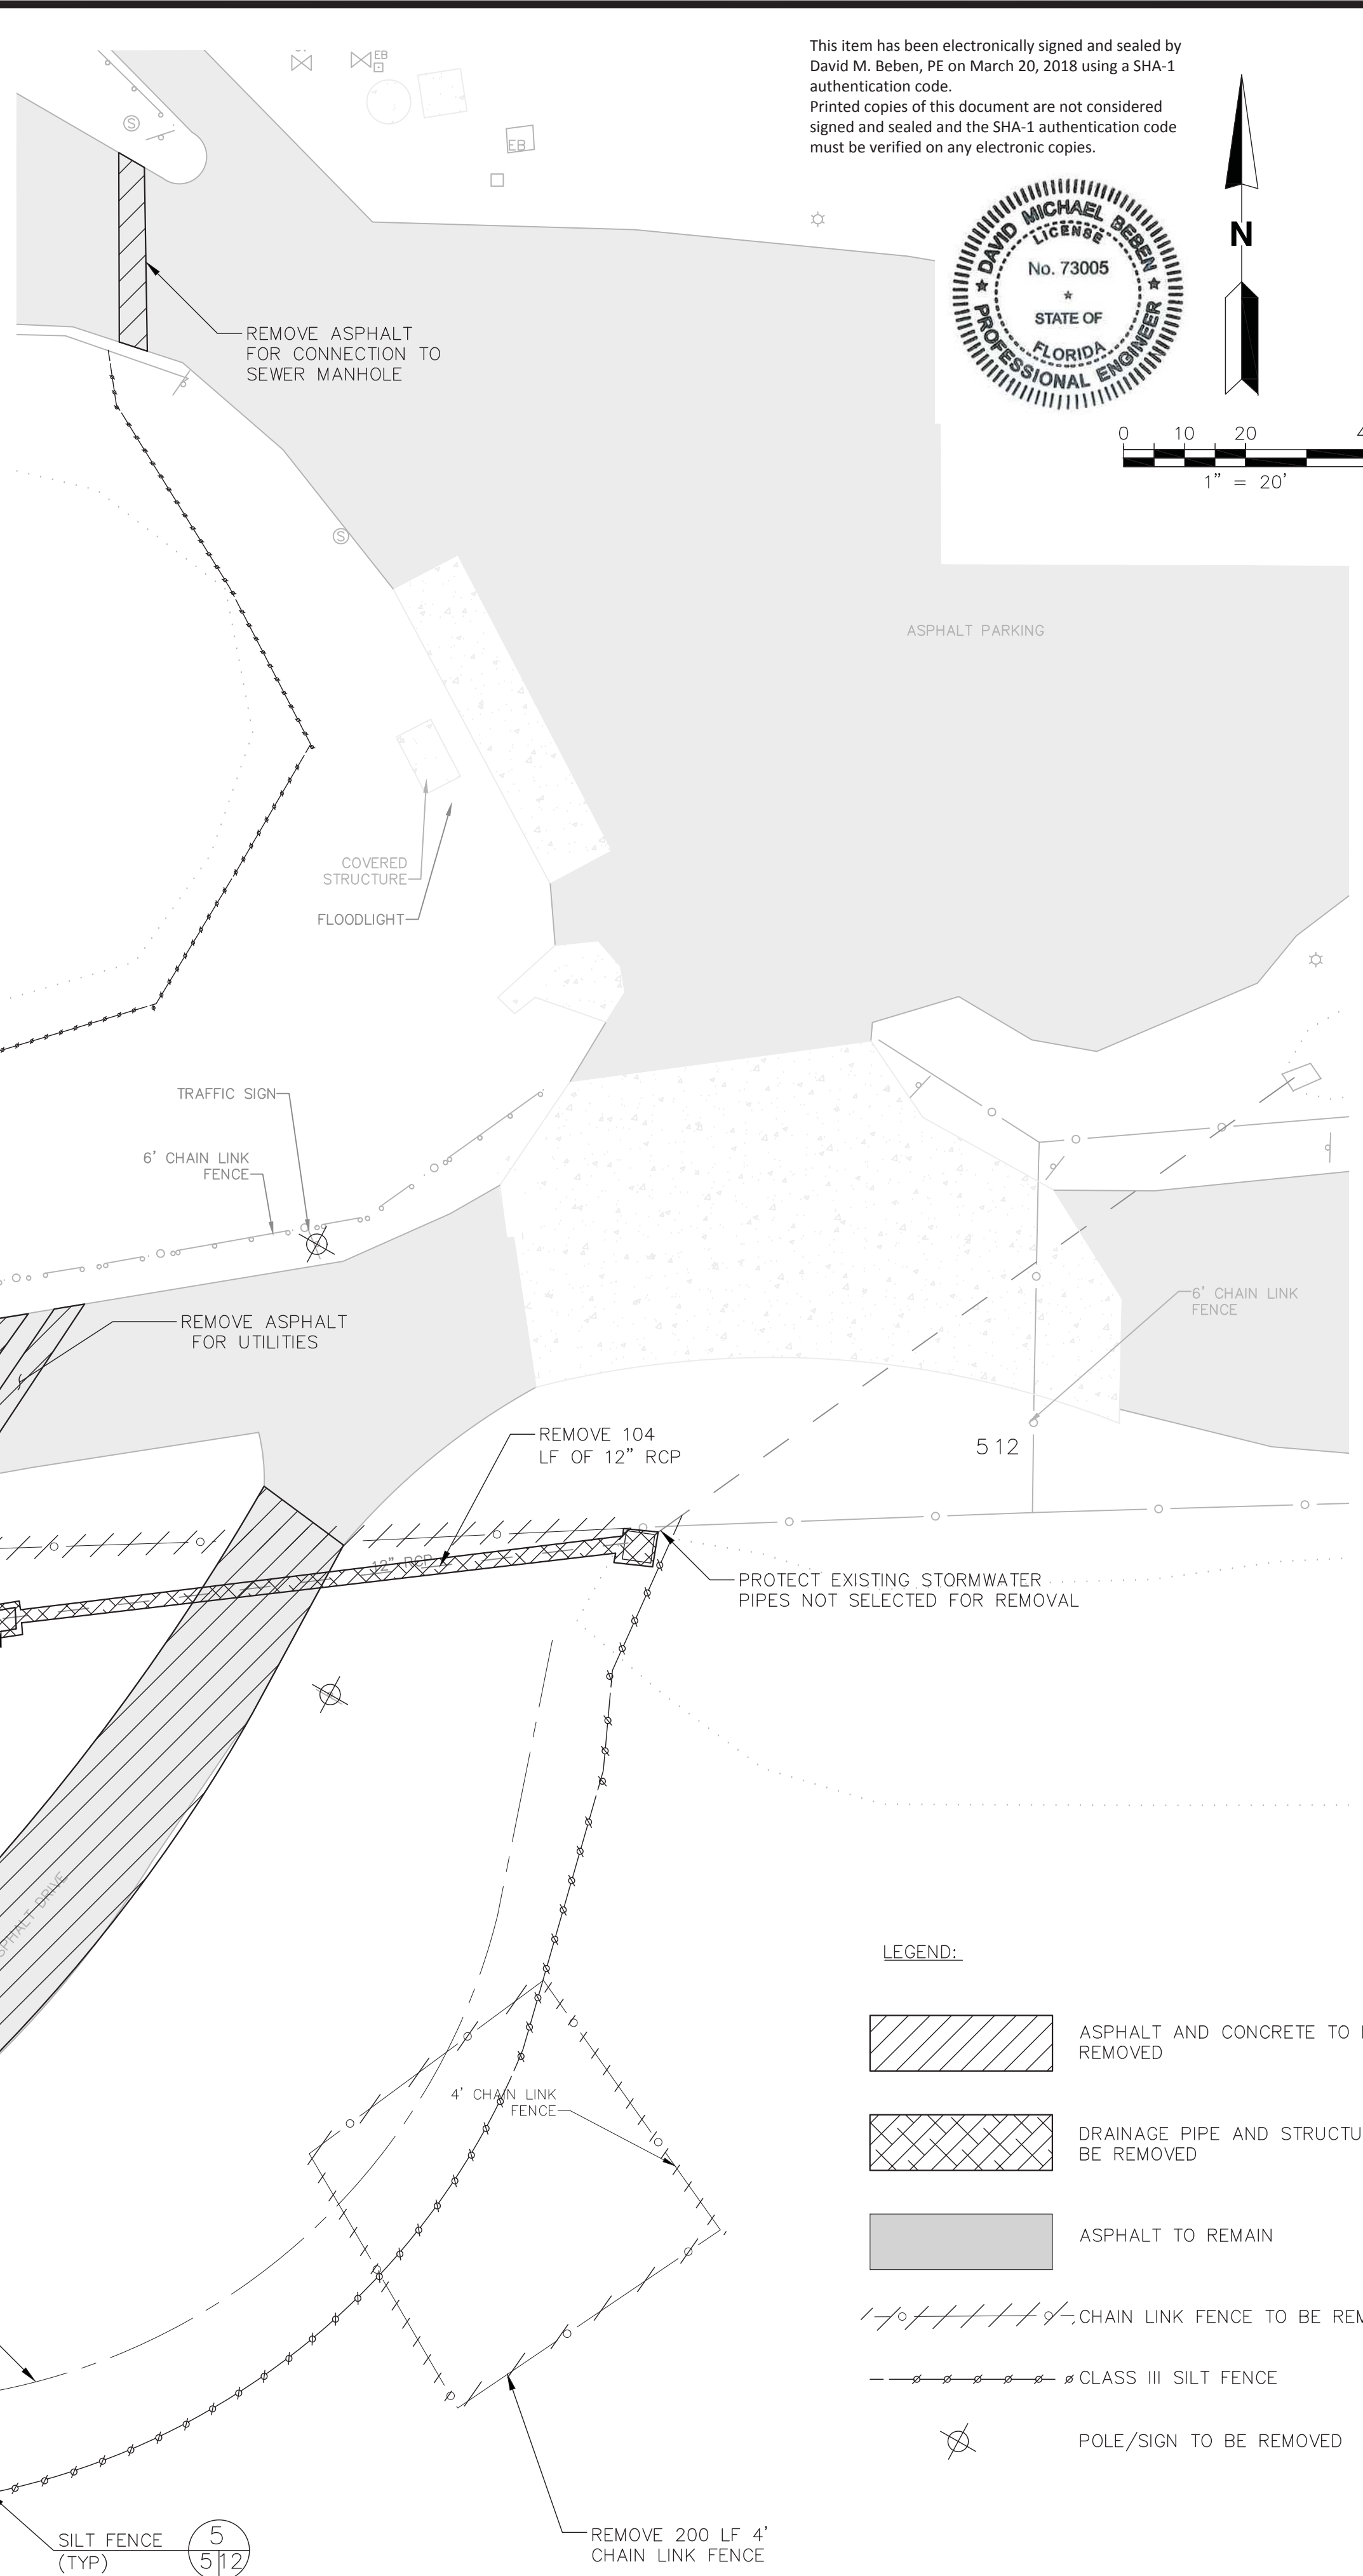 This item has been electronically signed and sealed by
David M. Beben, PE on March 20, 2018 using a SHA-1
authentication code.
Printed copies of this document are not considered
signed and sealed and the SHA-1 authentication code
must be verified on any electronic copies.
EB
S
EB
DAVID MICHAEL BEBEN
LICENSE
No. 73005
STATE OF
FLORIDA
PROFESSIONAL ENGINEER
N
0 10 20 4
1" = 20'
REMOVE ASPHALT
FOR CONNECTION TO
SEWER MANHOLE
S
ASPHALT PARKING
COVERED
STRUCTURE
FLOODLIGHT
TRAFFIC SIGN
6' CHAIN LINK
FENCE
REMOVE ASPHALT
FOR UTILITIES
6' CHAIN LINK
FENCE
REMOVE 104
LF OF 12" RCP
512
12" RCP
PROTECT EXISTING STORMWATER
PIPES NOT SELECTED FOR REMOVAL
SPHALT DRIVE
4' CHAIN LINK
FENCE
LEGEND:
ASPHALT AND CONCRETE TO
REMOVED
DRAINAGE PIPE AND STRUCTU
BE REMOVED
ASPHALT TO REMAIN
CHAIN LINK FENCE TO BE REM
CLASS III SILT FENCE
POLE/SIGN TO BE REMOVED
SILT FENCE
(TYP)
5
5 12
REMOVE 200 LF 4'
CHAIN LINK FENCE